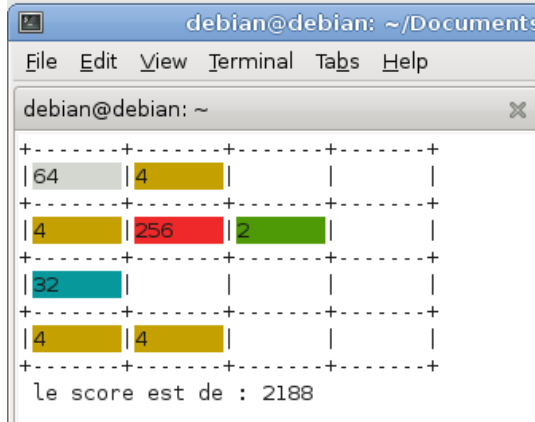 debian@debian: ~/Documents
File Edit View Terminal Tabs Help
debian@debian: ~
+-------+-------+-------+-------+
|64 |4 | | |
+-------+-------+-------+-------+
|4 |256 |2 | |
+-------+-------+-------+-------+
|32 | | | |
+-------+-------+-------+-------+
|4 |4 | | |
+-------+-------+-------+-------+
le score est de : 2188